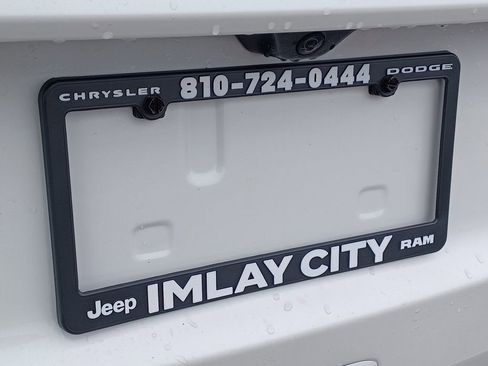 CHRYSLER 810-724-0444 DODGE
Jeep IMLAY CITY RAM